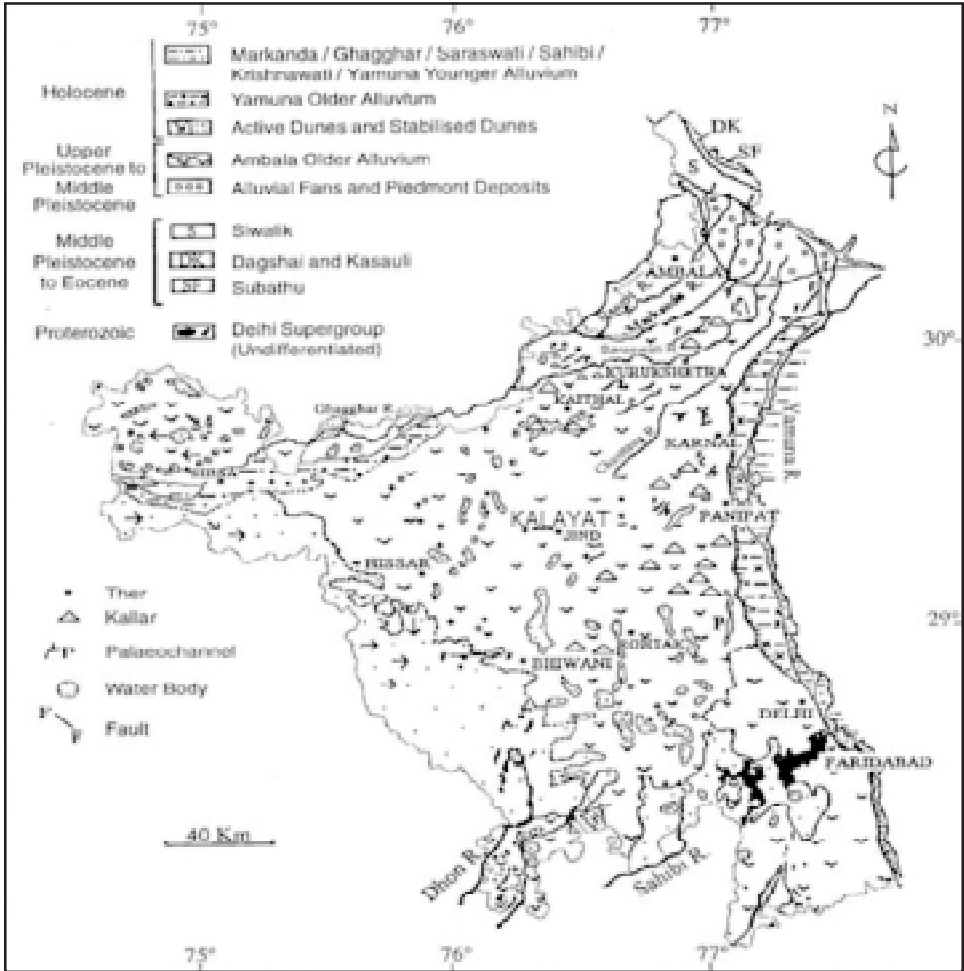 75°
76°
77°
Markanda / Ghagghar / Saraswati / Sahibi /
Krishnawati / Yamuna Younger Alluvium
Holocene
Yamuna Older Alluvium
Active Dunes and Stabilised Dunes
Upper
Pleistocene to
Middle
Pleistocene
Ambala Older Alluvium
Alluvial Fans and Piedmont Deposits
Middle
Pleistocene
to Eocene
S Siwalik
DK Dagshai and Kasauli
SF Subathu
Proterozoic
Delhi Supergroup
(Undifferentiated)
N
DK
SF
S
AMBALA
30°
KURUKSHETRA
KAITHAL
Ghagghar R.
KARNAL
Yamuna R.
PANIPAT
KALAYAT
JIND
HISSAR
29°
P
ROHTAK
BHIWANI
DELHI
FARIDABAD
Ther
Kallar
P Palaeochannel
Water Body
F
F
Fault
40 Km
Dhon R.
Sahibi R.
75°
76°
77°